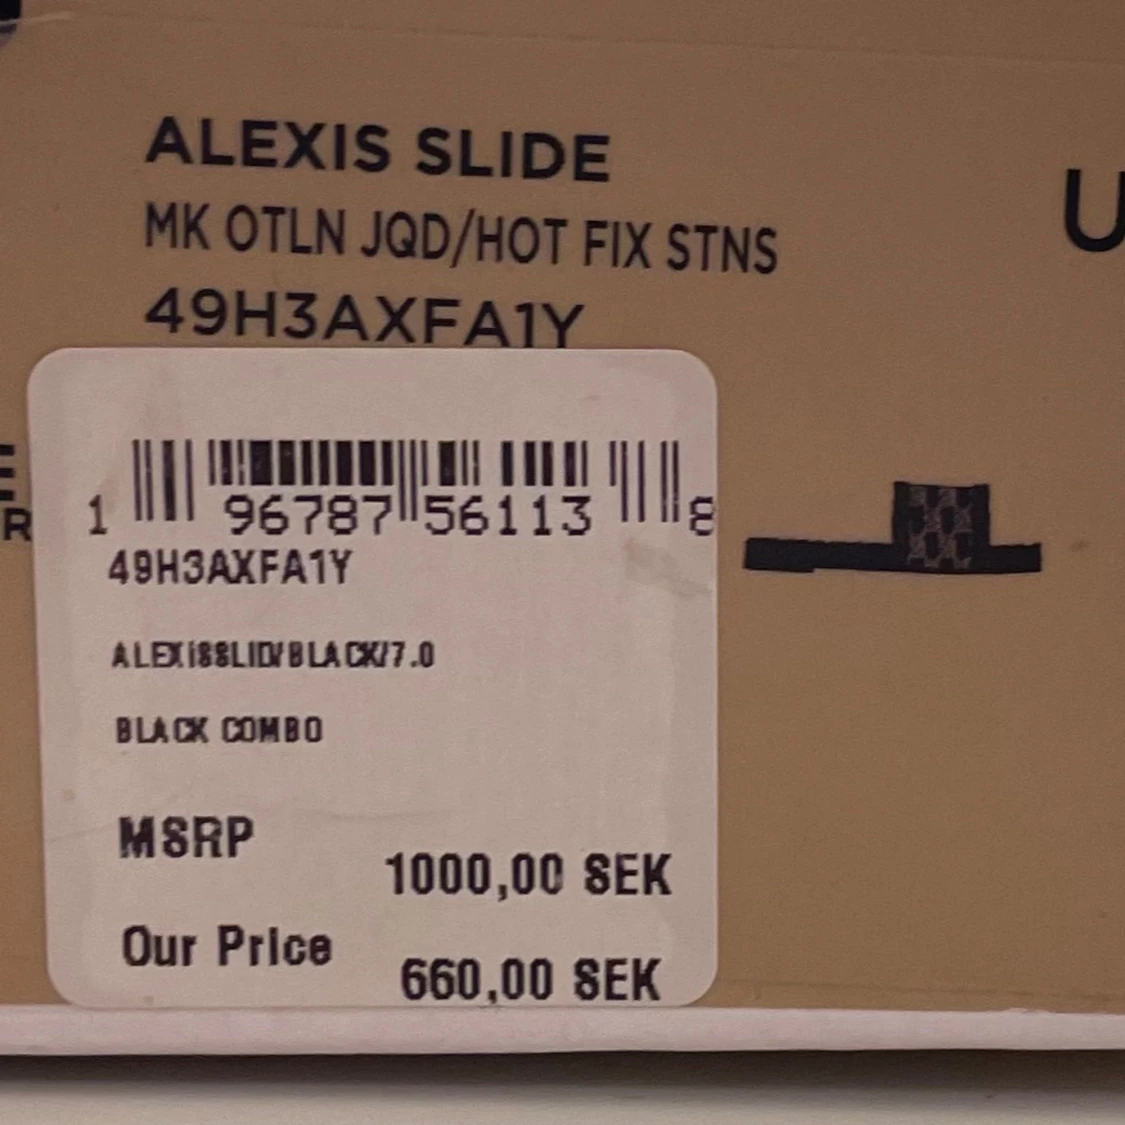 ALEXIS SLIDE
MK OTLN JQD/HOT FIX STNS
49H3AXFA1Y
U
E
R
1 96787 56113 8
49H3AXFA1Y
ALEXISSLID/BLACK/7.0
BLACK COMBO
MSRP
1000,00 SEK
Our Price
660,00 SEK